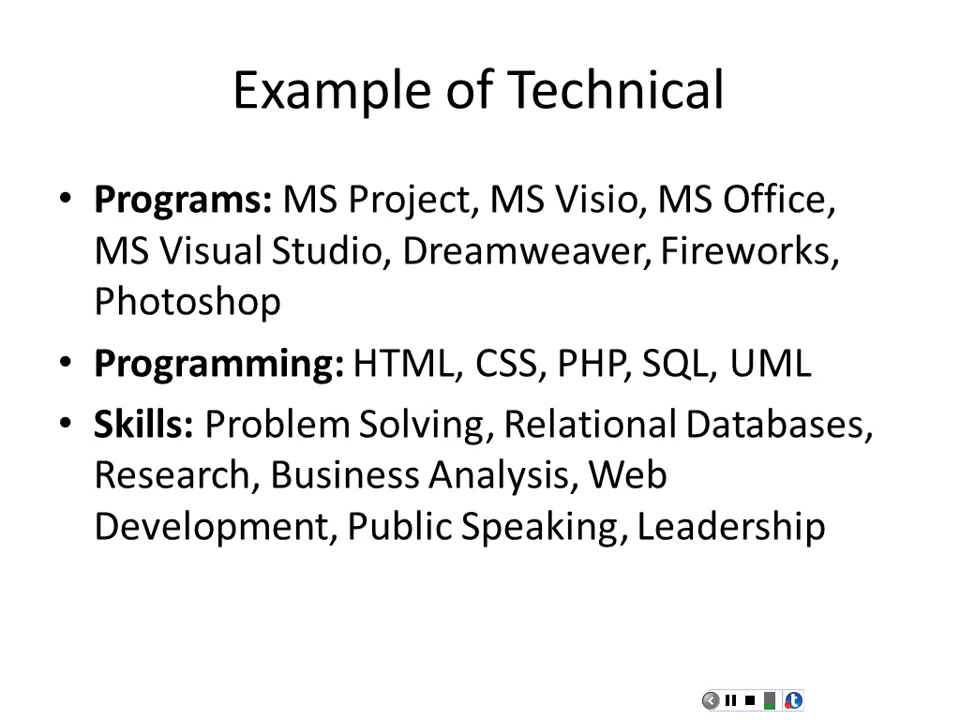 Example of Technical
• Programs: MS Project, MS Visio, MS Office,
MS Visual Studio, Dreamweaver, Fireworks,
Photoshop
• Programming: HTML, CSS, PHP, SQL, UML
• Skills: Problem Solving, Relational Databases,
Research, Business Analysis, Web
Development, Public Speaking, Leadership
t